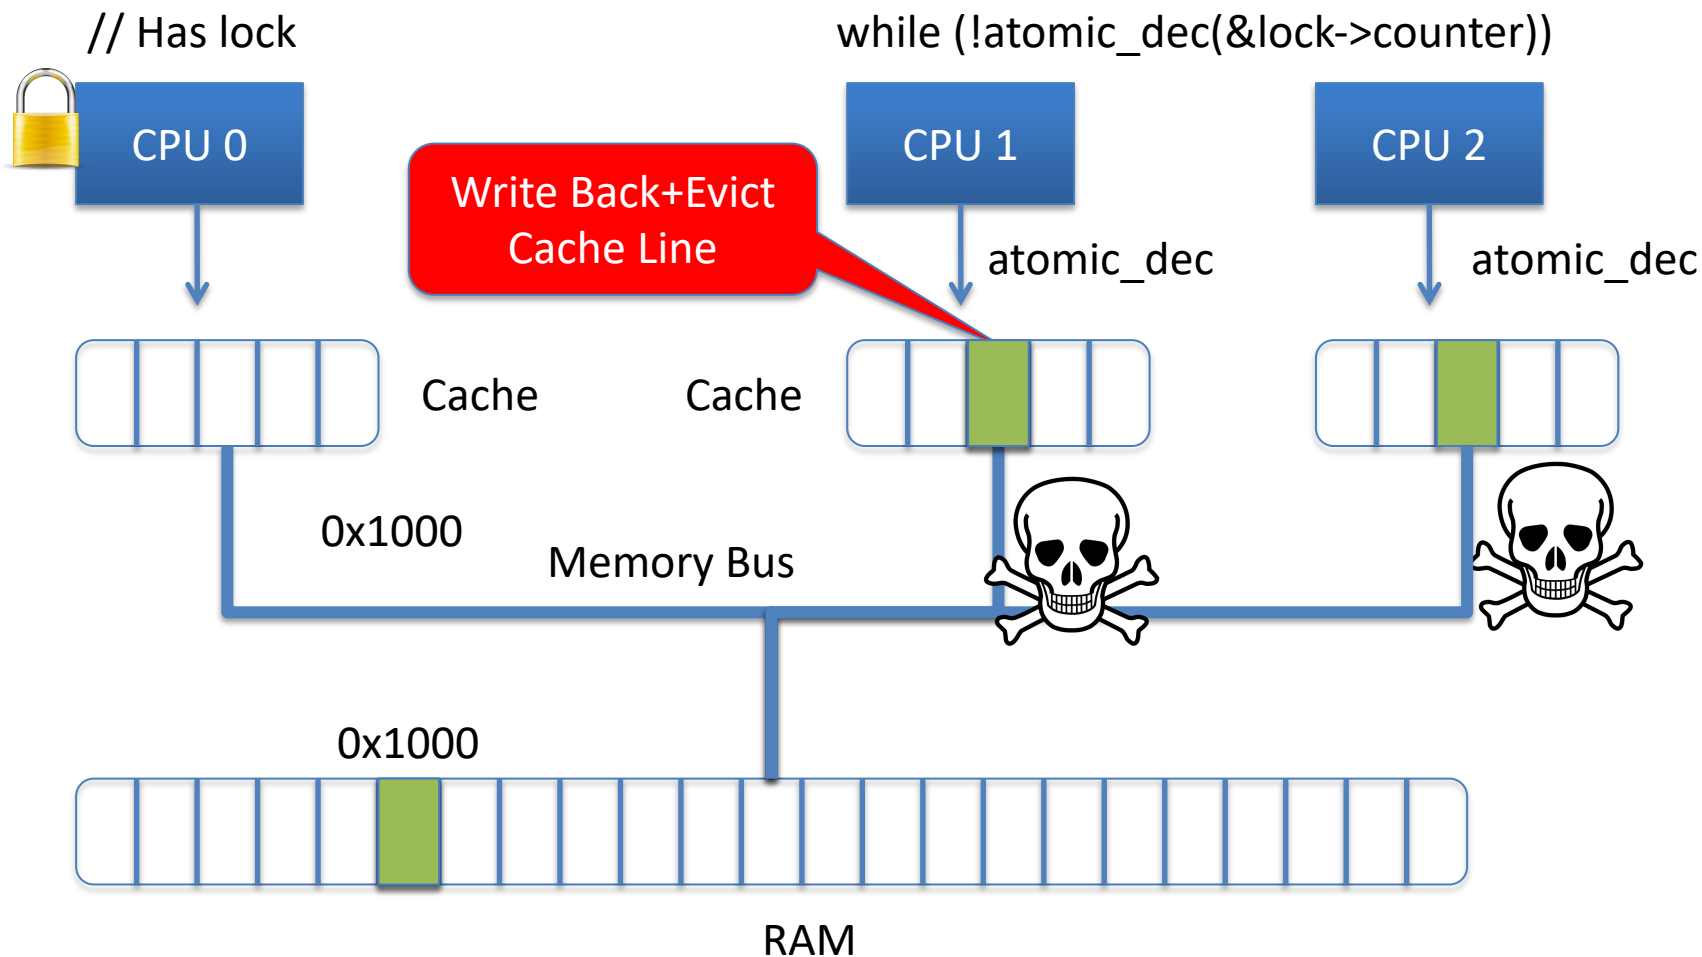 // Has lock
while (!atomic_dec(&lock->counter))
CPU 0
CPU 1
CPU 2
Write Back+Evict
Cache Line
atomic_dec
atomic_dec
Cache
Cache
0x1000
Memory Bus
0x1000
RAM